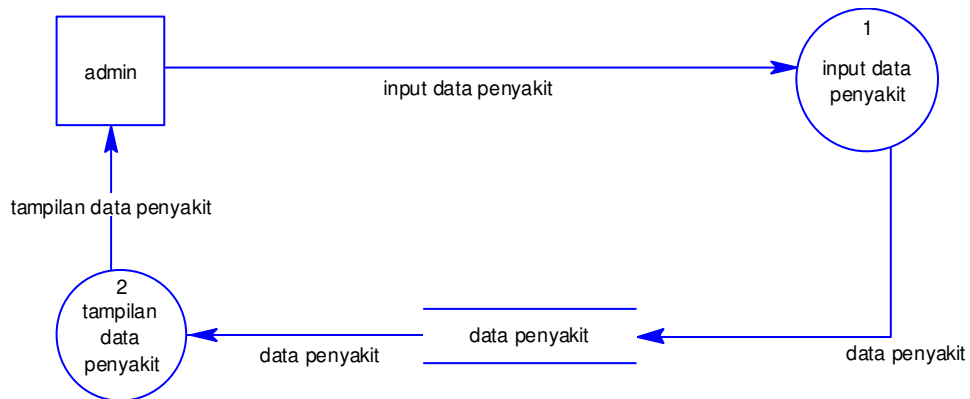 admin
input data penyakit
1
input data
penyakit
tampilan data penyakit
2
tampilan
data
penyakit
data penyakit
data penyakit
data penyakit